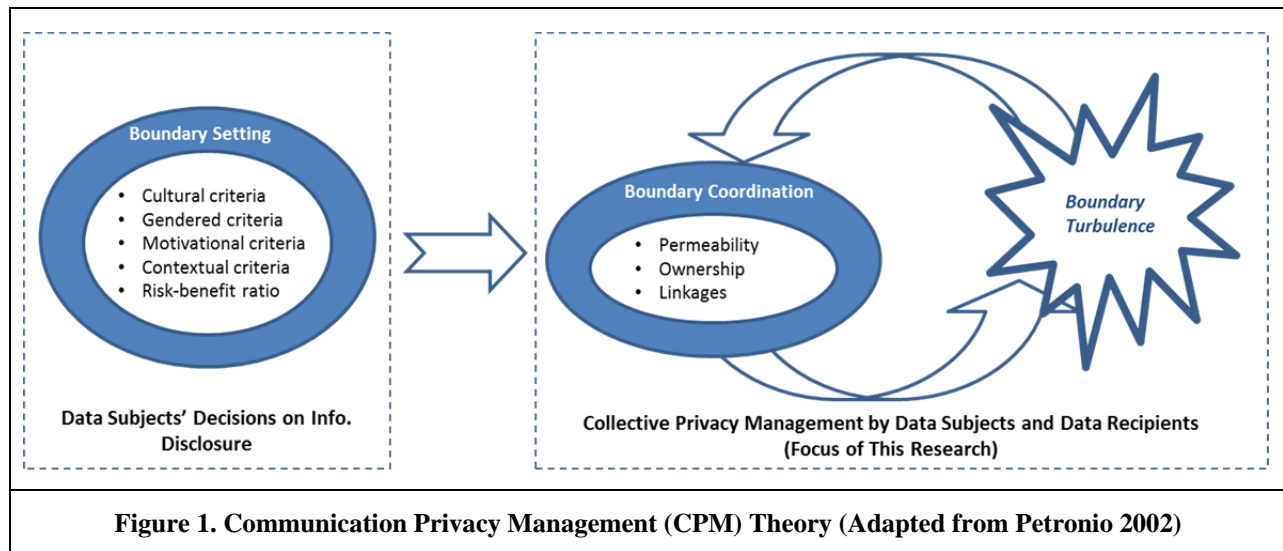 Boundary Setting
• Cultural criteria
• Gendered criteria
• Motivational criteria
• Contextual criteria
• Risk-benefit ratio
Data Subjects' Decisions on Info.
Disclosure
Boundary Coordination
• Permeability
• Ownership
• Linkages
Boundary
Turbulence
Collective Privacy Management by Data Subjects and Data Recipients
(Focus of This Research)
Figure 1. Communication Privacy Management (CPM) Theory (Adapted from Petronio 2002)